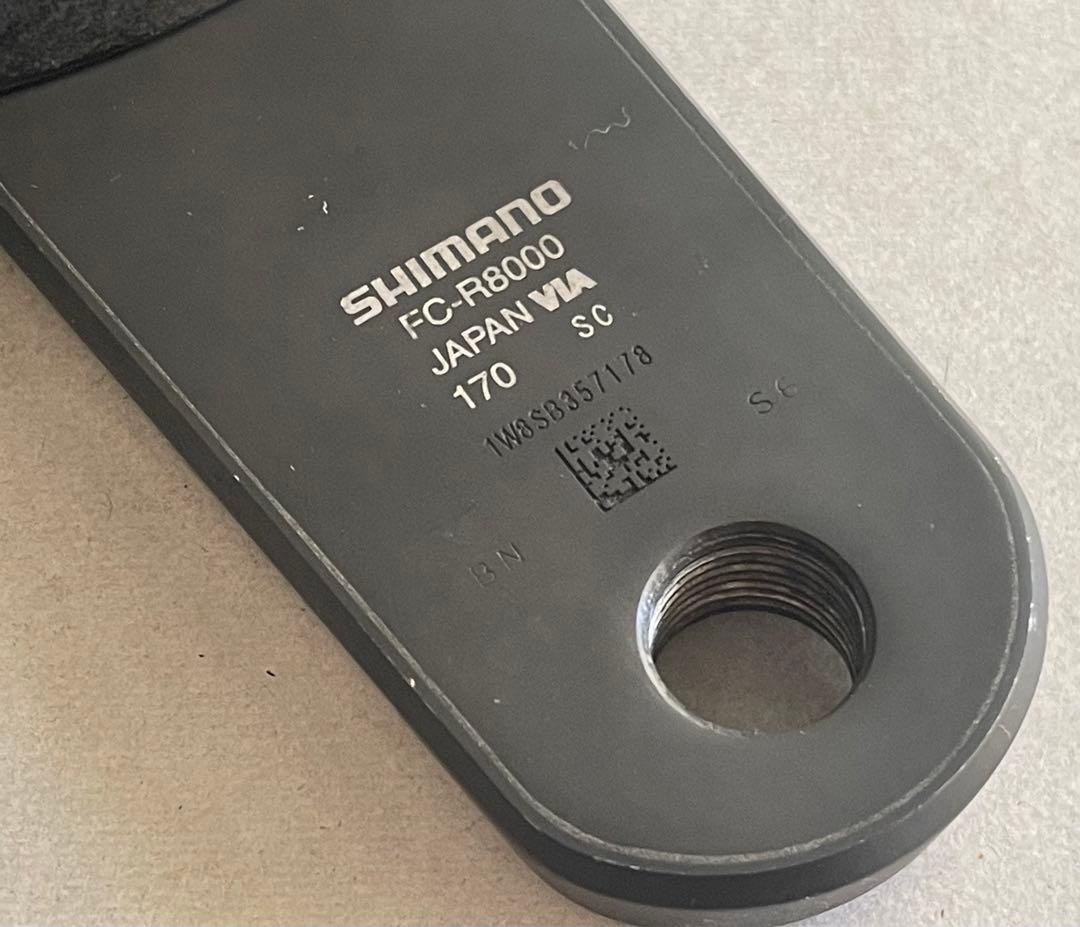 SHIMANO
FC-R8000
JAPAN VIA
170 SC
1W8SB357178
S6
BN